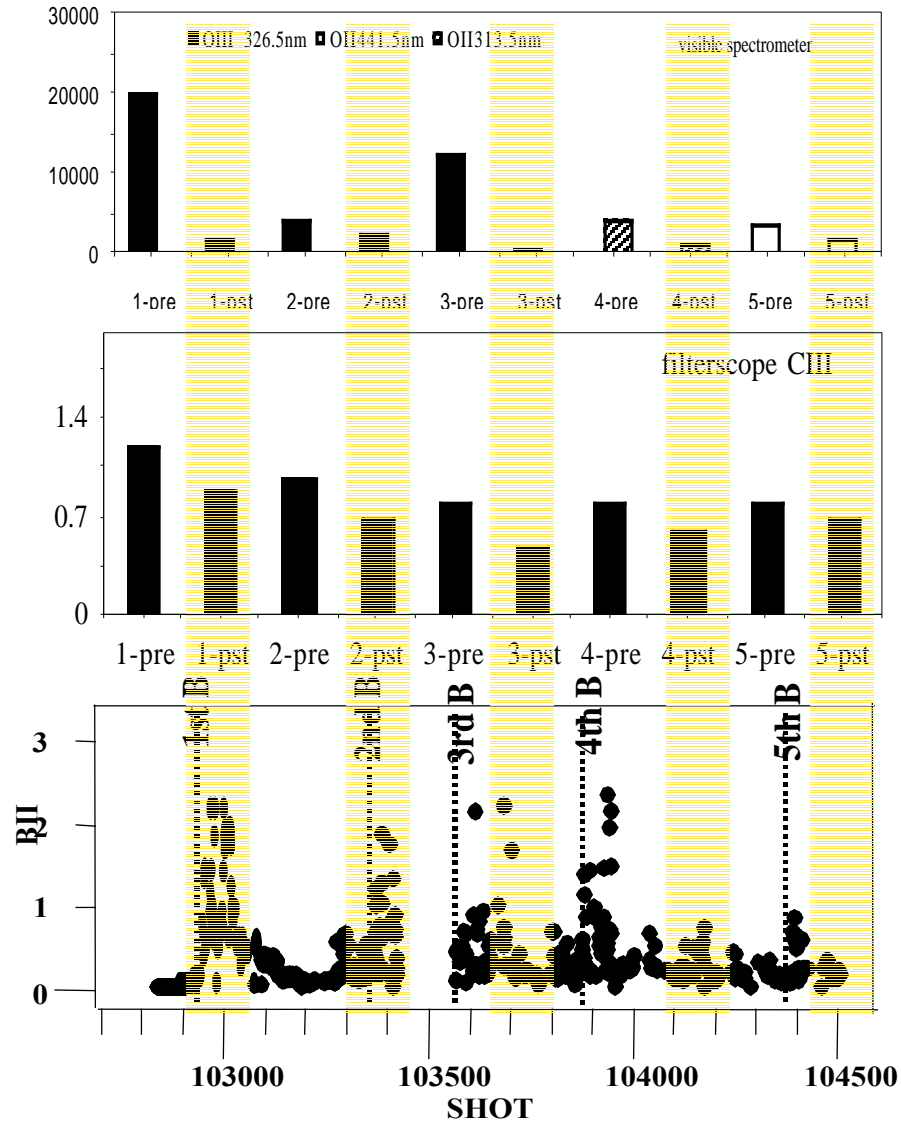 30000
OIII 326.5nm OII441.5nm OII313.5nm
visible spectrometer
20000
10000
0
1-pre 1-pst 2-pre 2-pst 3-pre 3-pst 4-pre 4-pst 5-pre 5-pst
filterscope CIII
1.4
0.7
0
1-pre 1-pst 2-pre 2-pst 3-pre 3-pst 4-pre 4-pst 5-pre 5-pst
1st B 2nd B 3rd B 4th B 5th B
3
BII
2
1
0
103000 103500 104000 104500
SHOT